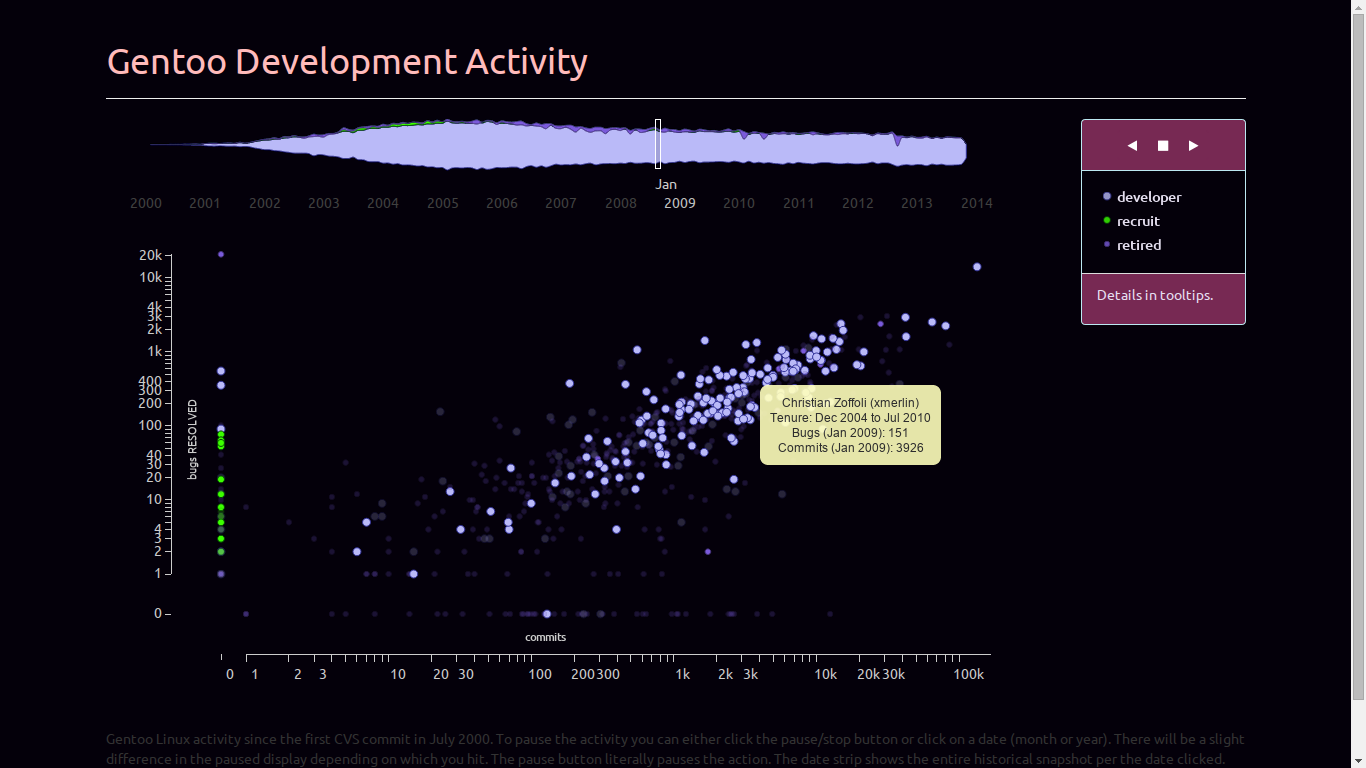 Gentoo Development Activity
Jan
2000 2001 2002 2003 2004 2005 2006 2007 2008 2009 2010 2011 2012 2013 2014
developer
recruit
retired
Details in tooltips.
20k
10k
4k
3k
2k
1k
400
300
200
100
40
30
20
10
4
3
2
1
0
bugs RESOLVED
Christian Zoffoli (xmerlin)
Tenure: Dec 2004 to Jul 2010
Bugs (Jan 2009): 151
Commits (Jan 2009): 3926
commits
0 1 2 3 10 20 30 100 200 300 1k 2k 3k 10k 20k 30k 100k
Gentoo Linux activity since the first CVS commit in July 2000. To pause the activity you can either click the pause/stop button or click on a date (month or year). There will be a slight
difference in the paused display depending on which you hit. The pause button literally pauses the action. The date strip shows the entire historical snapshot per the date clicked.